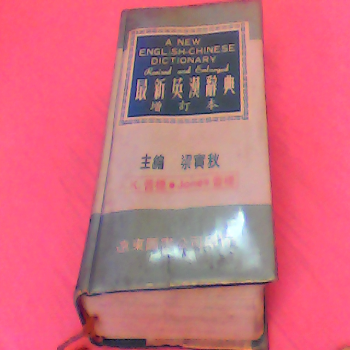 A NEW
ENGLISH-CHINESE
DICTIONARY
Revised and Enlarged
最新英漢辭典
增訂本
主編 梁實秋
遠東圖書公司